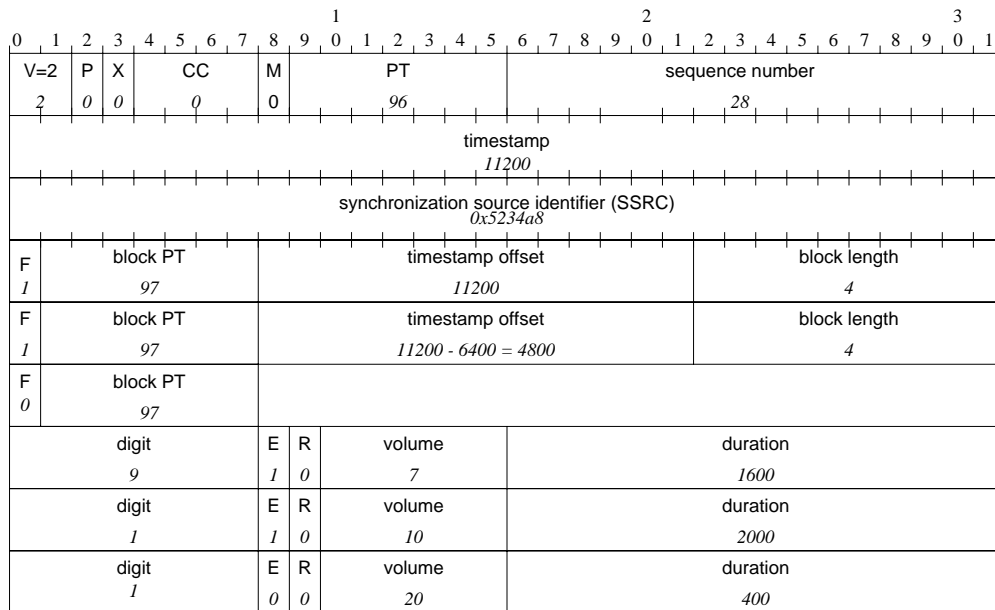 1 2 3
0 1 2 3 4 5 6 7 8 9 0 1 2 3 4 5 6 7 8 9 0 1 2 3 4 5 6 7 8 9 0 1
V=2 P X CC M PT sequence number
2 0 0 0 0 96 28
timestamp
11200
synchronization source identifier (SSRC)
0x5234a8
F block PT timestamp offset block length
1 97 11200 4
F block PT timestamp offset block length
1 97 11200 - 6400 = 4800 4
F block PT
0 97
digit E R volume duration
9 1 0 7 1600
digit E R volume duration
1 1 0 10 2000
digit E R volume duration
1 0 0 20 400